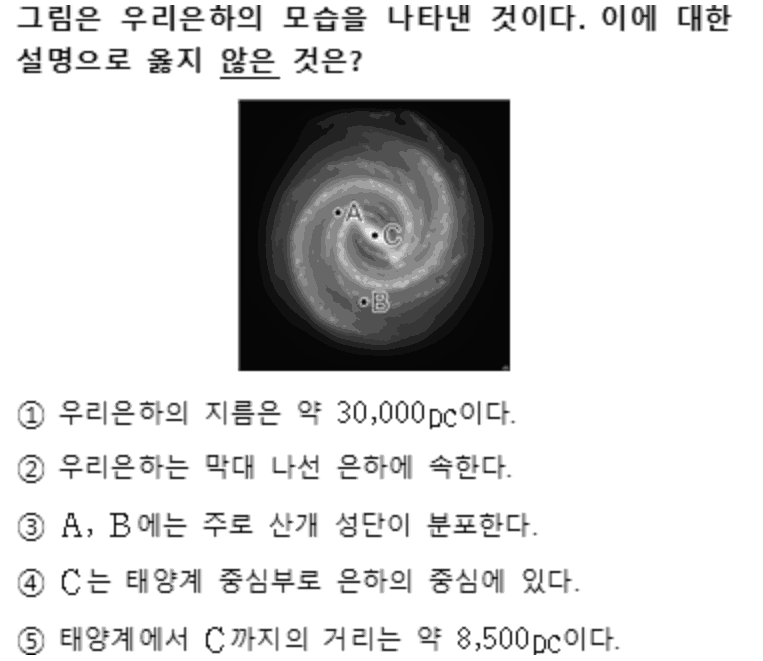 그림은 우리은하의 모습을 나타낸 것이다. 이에 대한
설명으로 옳지 않은 것은?
A
C
B
① 우리은하의 지름은 약 30,000pc이다.
② 우리은하는 막대 나선 은하에 속한다.
③ A, B에는 주로 산개 성단이 분포한다.
④ C는 태양계 중심부로 은하의 중심에 있다.
⑤ 태양계에서 C까지의 거리는 약 8,500pc이다.